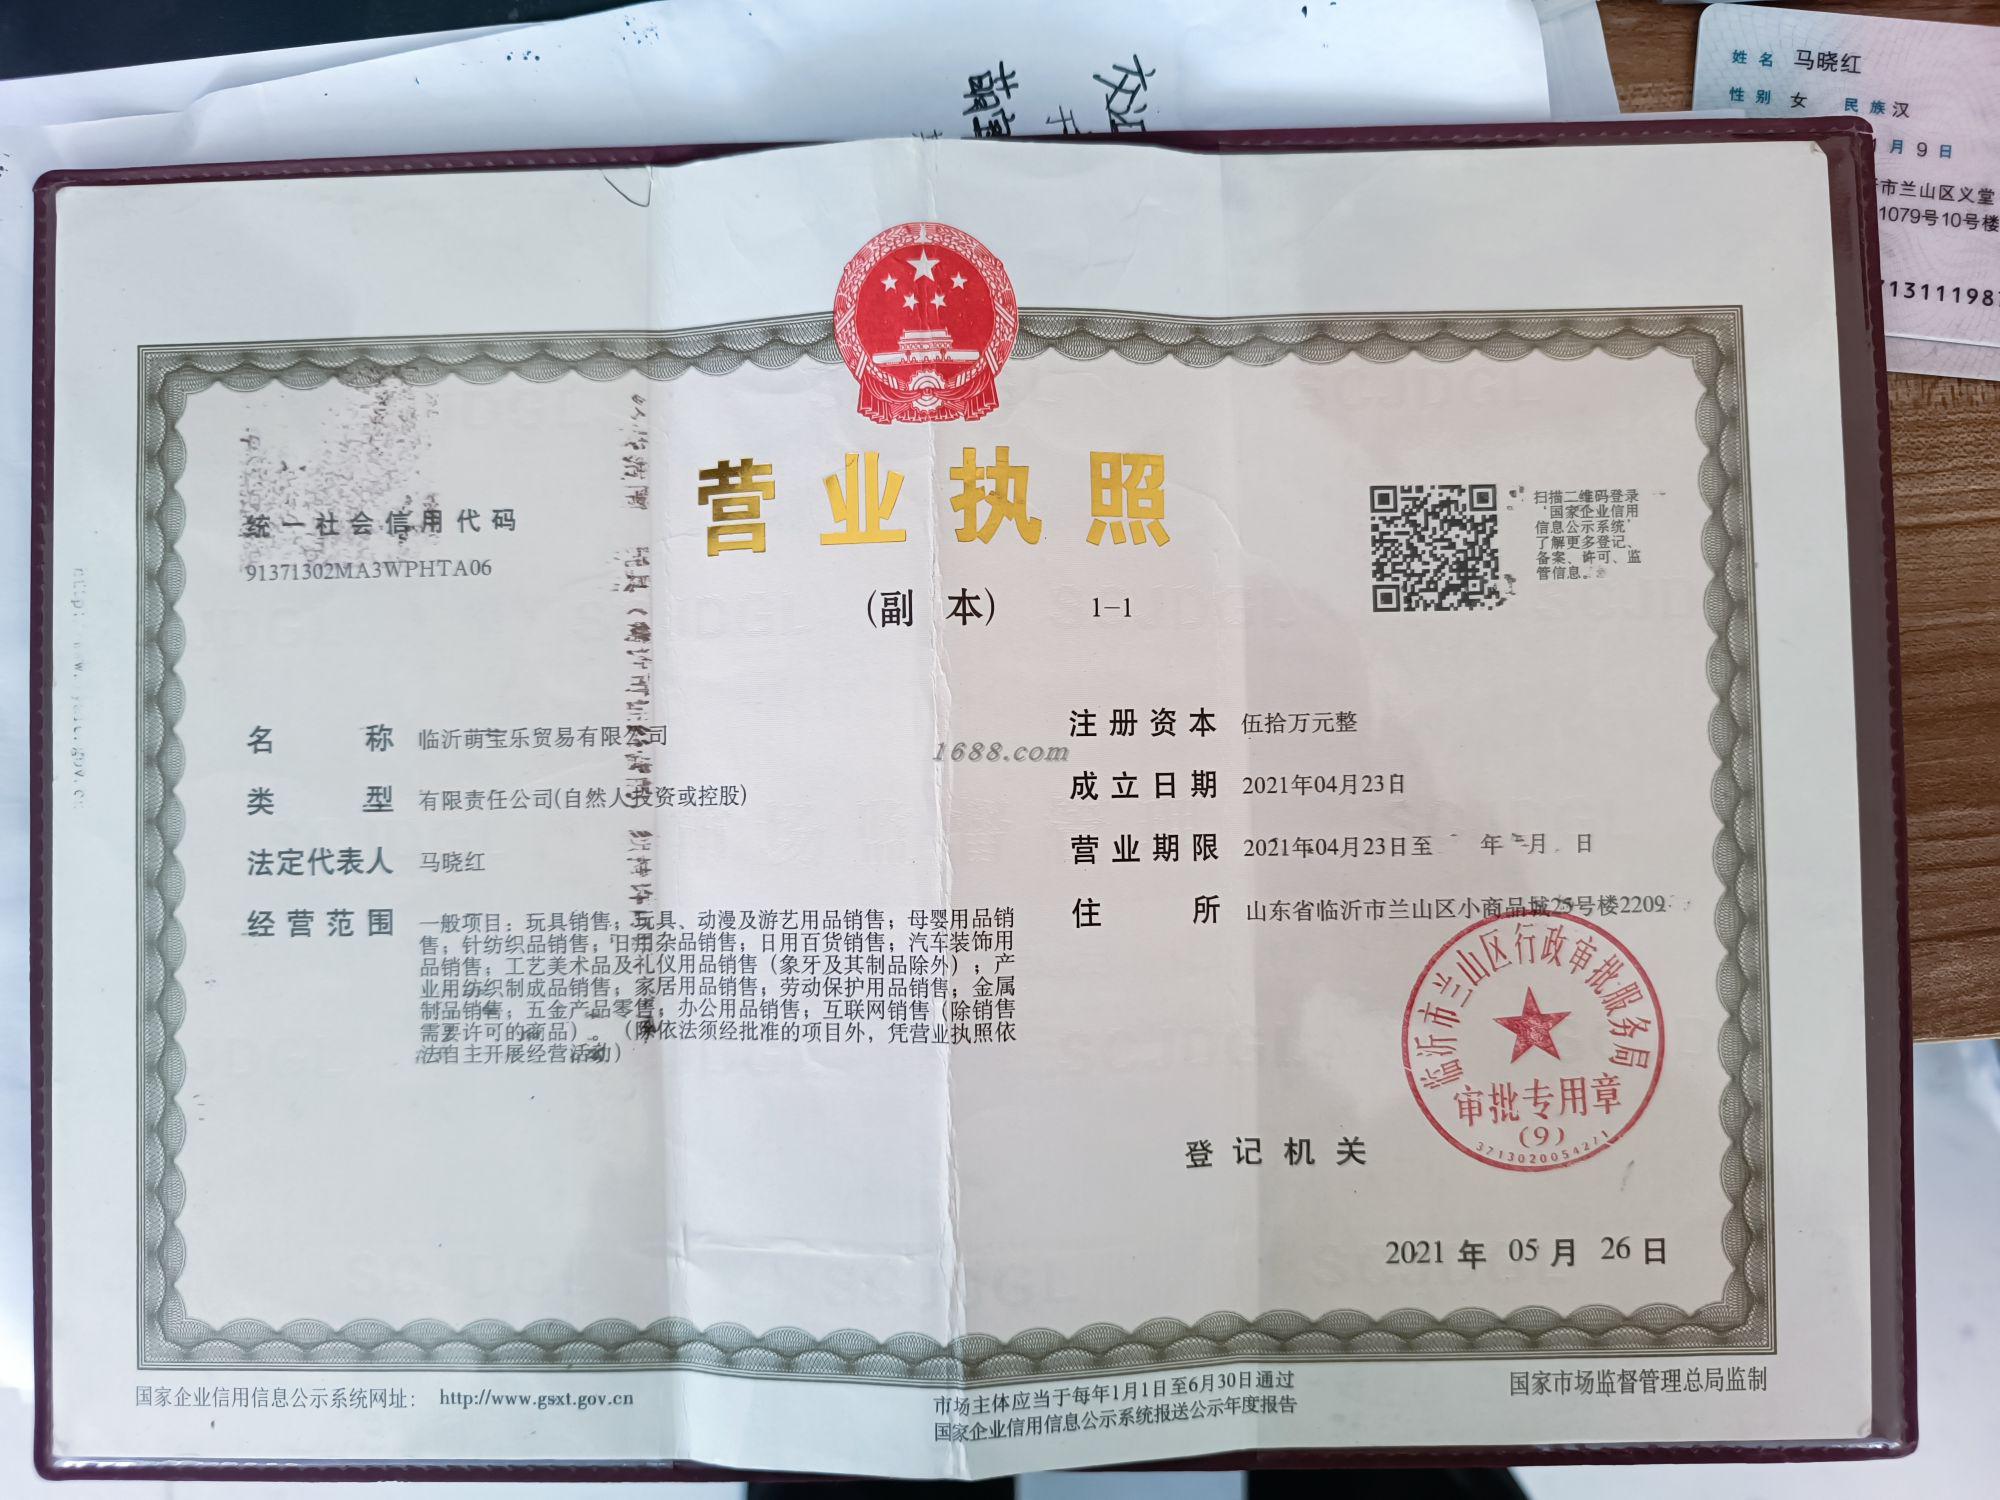 姓名 马晓红
性别 女 民族 汉
月9日
市兰山区义堂
1079号10号楼
营业执照
(副 本) 1-1
统一社会信用代码
91371302MA3WPHTA06
扫描二维码登录
'国家企业信用
信息公示系统'
了解更多登记、
备案、许可、监
管信息。
名称 临沂萌宝乐贸易有限公司
类型 有限责任公司(自然人投资或控股)
法定代表人 马晓红
经营范围 一般项目：玩具销售；玩具、动漫及游艺用品销售；母婴用品销
售；针纺织品销售；日用杂品销售；日用百货销售；汽车装饰用
品销售；工艺美术品及礼仪用品销售（象牙及其制品除外）；产
业用纺织制成品销售；家居用品销售；劳动保护用品销售；金属
制品销售；五金产品零售；办公用品销售；互联网销售（除销售
需要许可的商品）。（除依法须经批准的项目外，凭营业执照依
法自主开展经营活动）
1688.com
注册资本 伍拾万元整
成立日期 2021年04月23日
营业期限 2021年04月23日至 年 月 日
住所 山东省临沂市兰山区小商品城25号楼2209
临沂市兰山区行政审批服务局
审批专用章
(9)
登记机关
2021年05月26日
国家企业信用信息公示系统网址： http://www.gsxt.gov.cn
市场主体应当于每年1月1日至6月30日通过
国家企业信用信息公示系统报送公示年度报告
国家市场监督管理总局监制